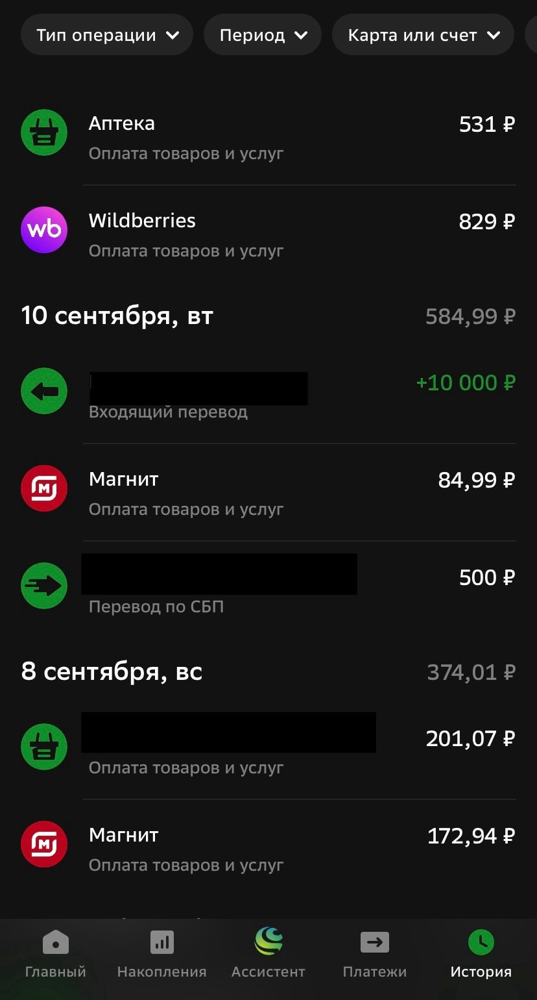 Тип операции
Период
Карта или счет
Аптека
531 ₽
Оплата товаров и услуг
wb
Wildberries
829 ₽
Оплата товаров и услуг
10 сентября, вт
584,99 ₽
+10 000 ₽
Входящий перевод
Магнит
84,99 ₽
Оплата товаров и услуг
500 ₽
Перевод по СБП
8 сентября, вс
374,01 ₽
201,07 ₽
Оплата товаров и услуг
М
Магнит
172,94 ₽
Оплата товаров и услуг
Главный
Накопления
Ассистент
Платежи
История